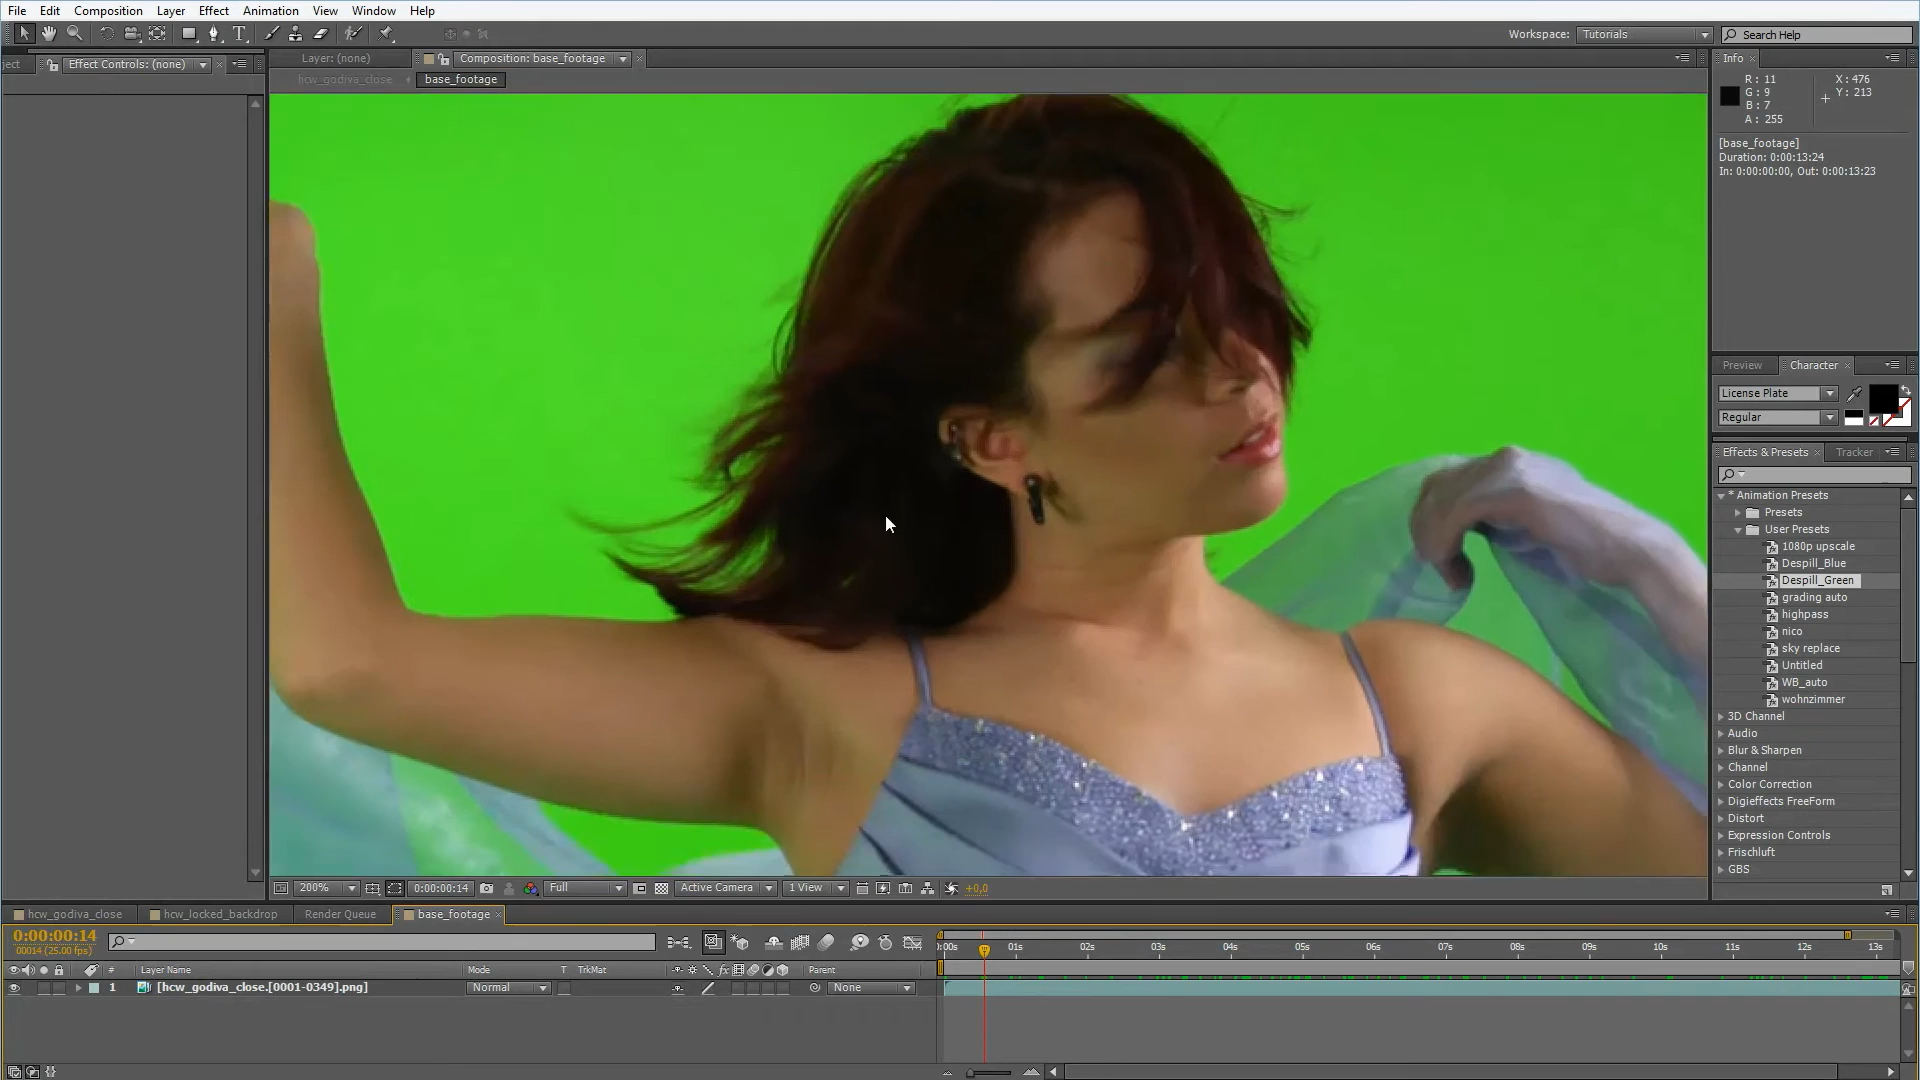 File Edit Composition Layer Effect Animation View Window Help
Workspace: Tutorials Search Help
ject Effect Controls: (none) Layer: (none) Composition: base_footage Info
hcw_godiva_close base_footage
R: 11 X: 476
G: 9 Y: 213
B: 7
A: 255
[base_footage]
Duration: 0:00:13:24
In: 0:00:00:00, Out: 0:00:13:23
Preview Character
License Plate
Regular
Effects & Presets Tracker
* Animation Presets
Presets
User Presets
1080p upscale
Despill_Blue
Despill_Green
grading auto
highpass
nico
sky replace
Untitled
WB_auto
wohnzimmer
3D Channel
Audio
Blur & Sharpen
Channel
Color Correction
Digieffects FreeForm
Distort
Expression Controls
Frischluft
GBS
200% 0:00:00:14 Full Active Camera 1 View +0,0
hcw_godiva_close hcw_locked_backdrop Render Queue base_footage
0:00:00:14
00014 (25.00 fps)
:00s 01s 02s 03s 04s 05s 06s 07s 08s 09s 10s 11s 12s 13s
# Layer Name Mode T TrkMat fx Parent
1 [hcw_godiva_close.[0001-0349].png] Normal None